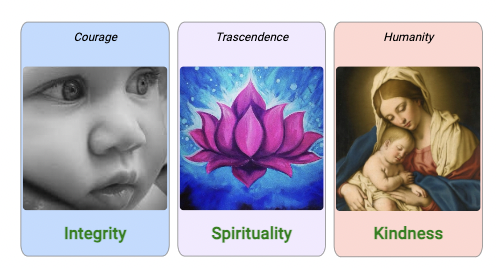 Courage
Integrity
Trascendence
Spirituality
Humanity
Kindness